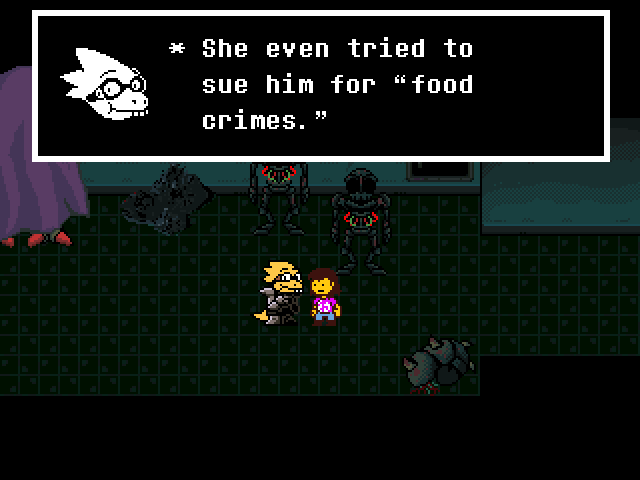 * She even tried to
sue him for “food
crimes.”